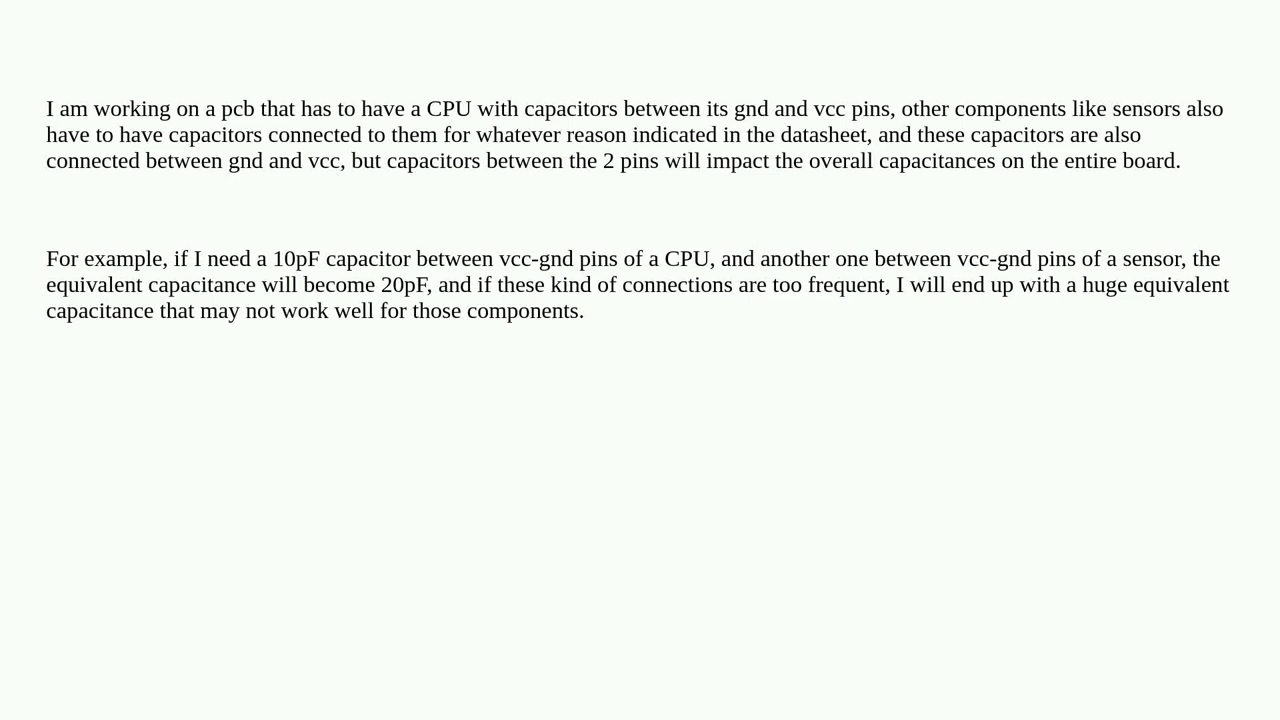 I am working on a pcb that has to have a CPU with capacitors between its gnd and vcc pins, other components like sensors also
have to have capacitors connected to them for whatever reason indicated in the datasheet, and these capacitors are also
connected between gnd and vcc, but capacitors between the 2 pins will impact the overall capacitances on the entire board.
For example, if I need a 10pF capacitor between vcc-gnd pins of a CPU, and another one between vcc-gnd pins of a sensor, the
equivalent capacitance will become 20pF, and if these kind of connections are too frequent, I will end up with a huge equivalent
capacitance that may not work well for those components.